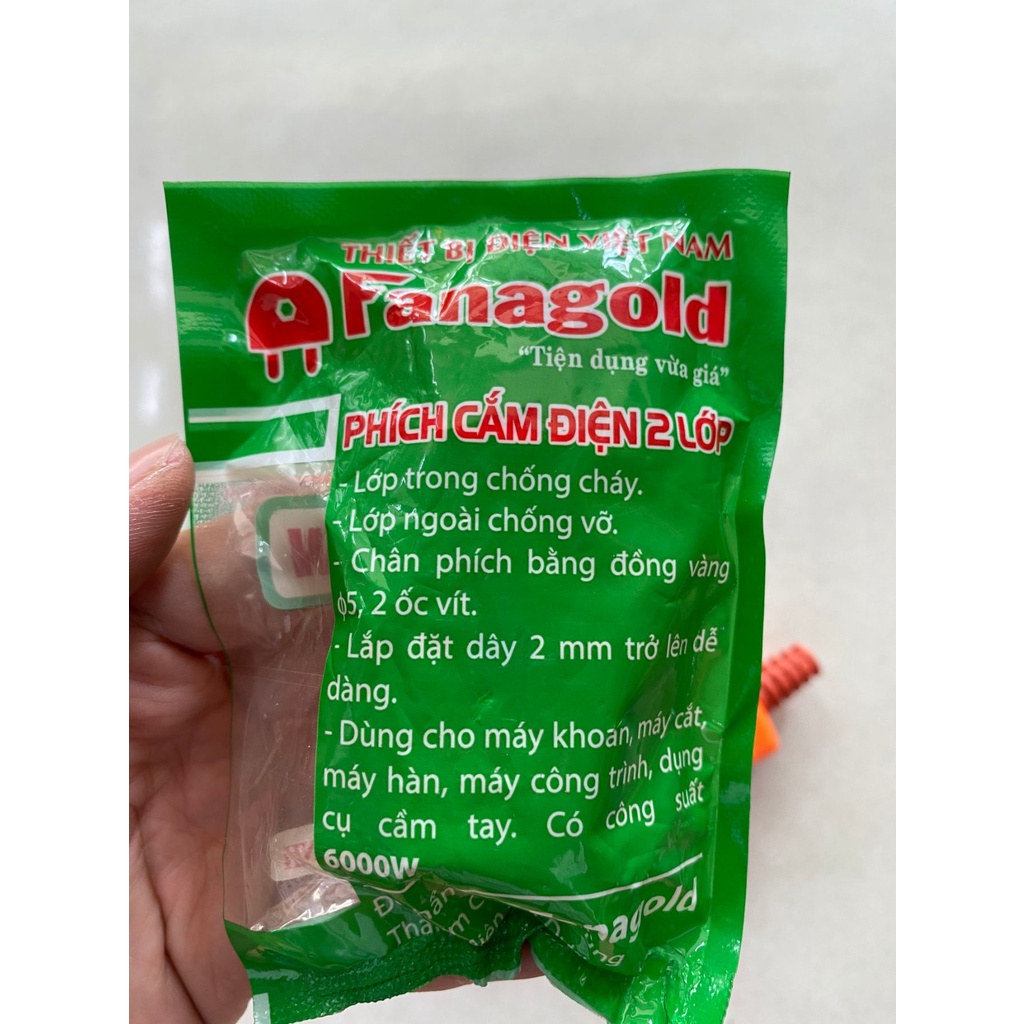 THIẾT BỊ ĐIỆN VIỆT NAM
Fanagold
“Tiện dụng vừa giá”
PHÍCH CẮM ĐIỆN 2 LỚP
- Lớp trong chống cháy.
- Lớp ngoài chống vỡ.
- Chân phích bằng đồng vàng
ϕ5, 2 ốc vít.
- Lắp đặt dây 2 mm trở lên dễ
dàng.
- Dùng cho máy khoan, máy cắt,
máy hàn, máy công trình, dụng
cụ cầm tay. Có công suất
6000W